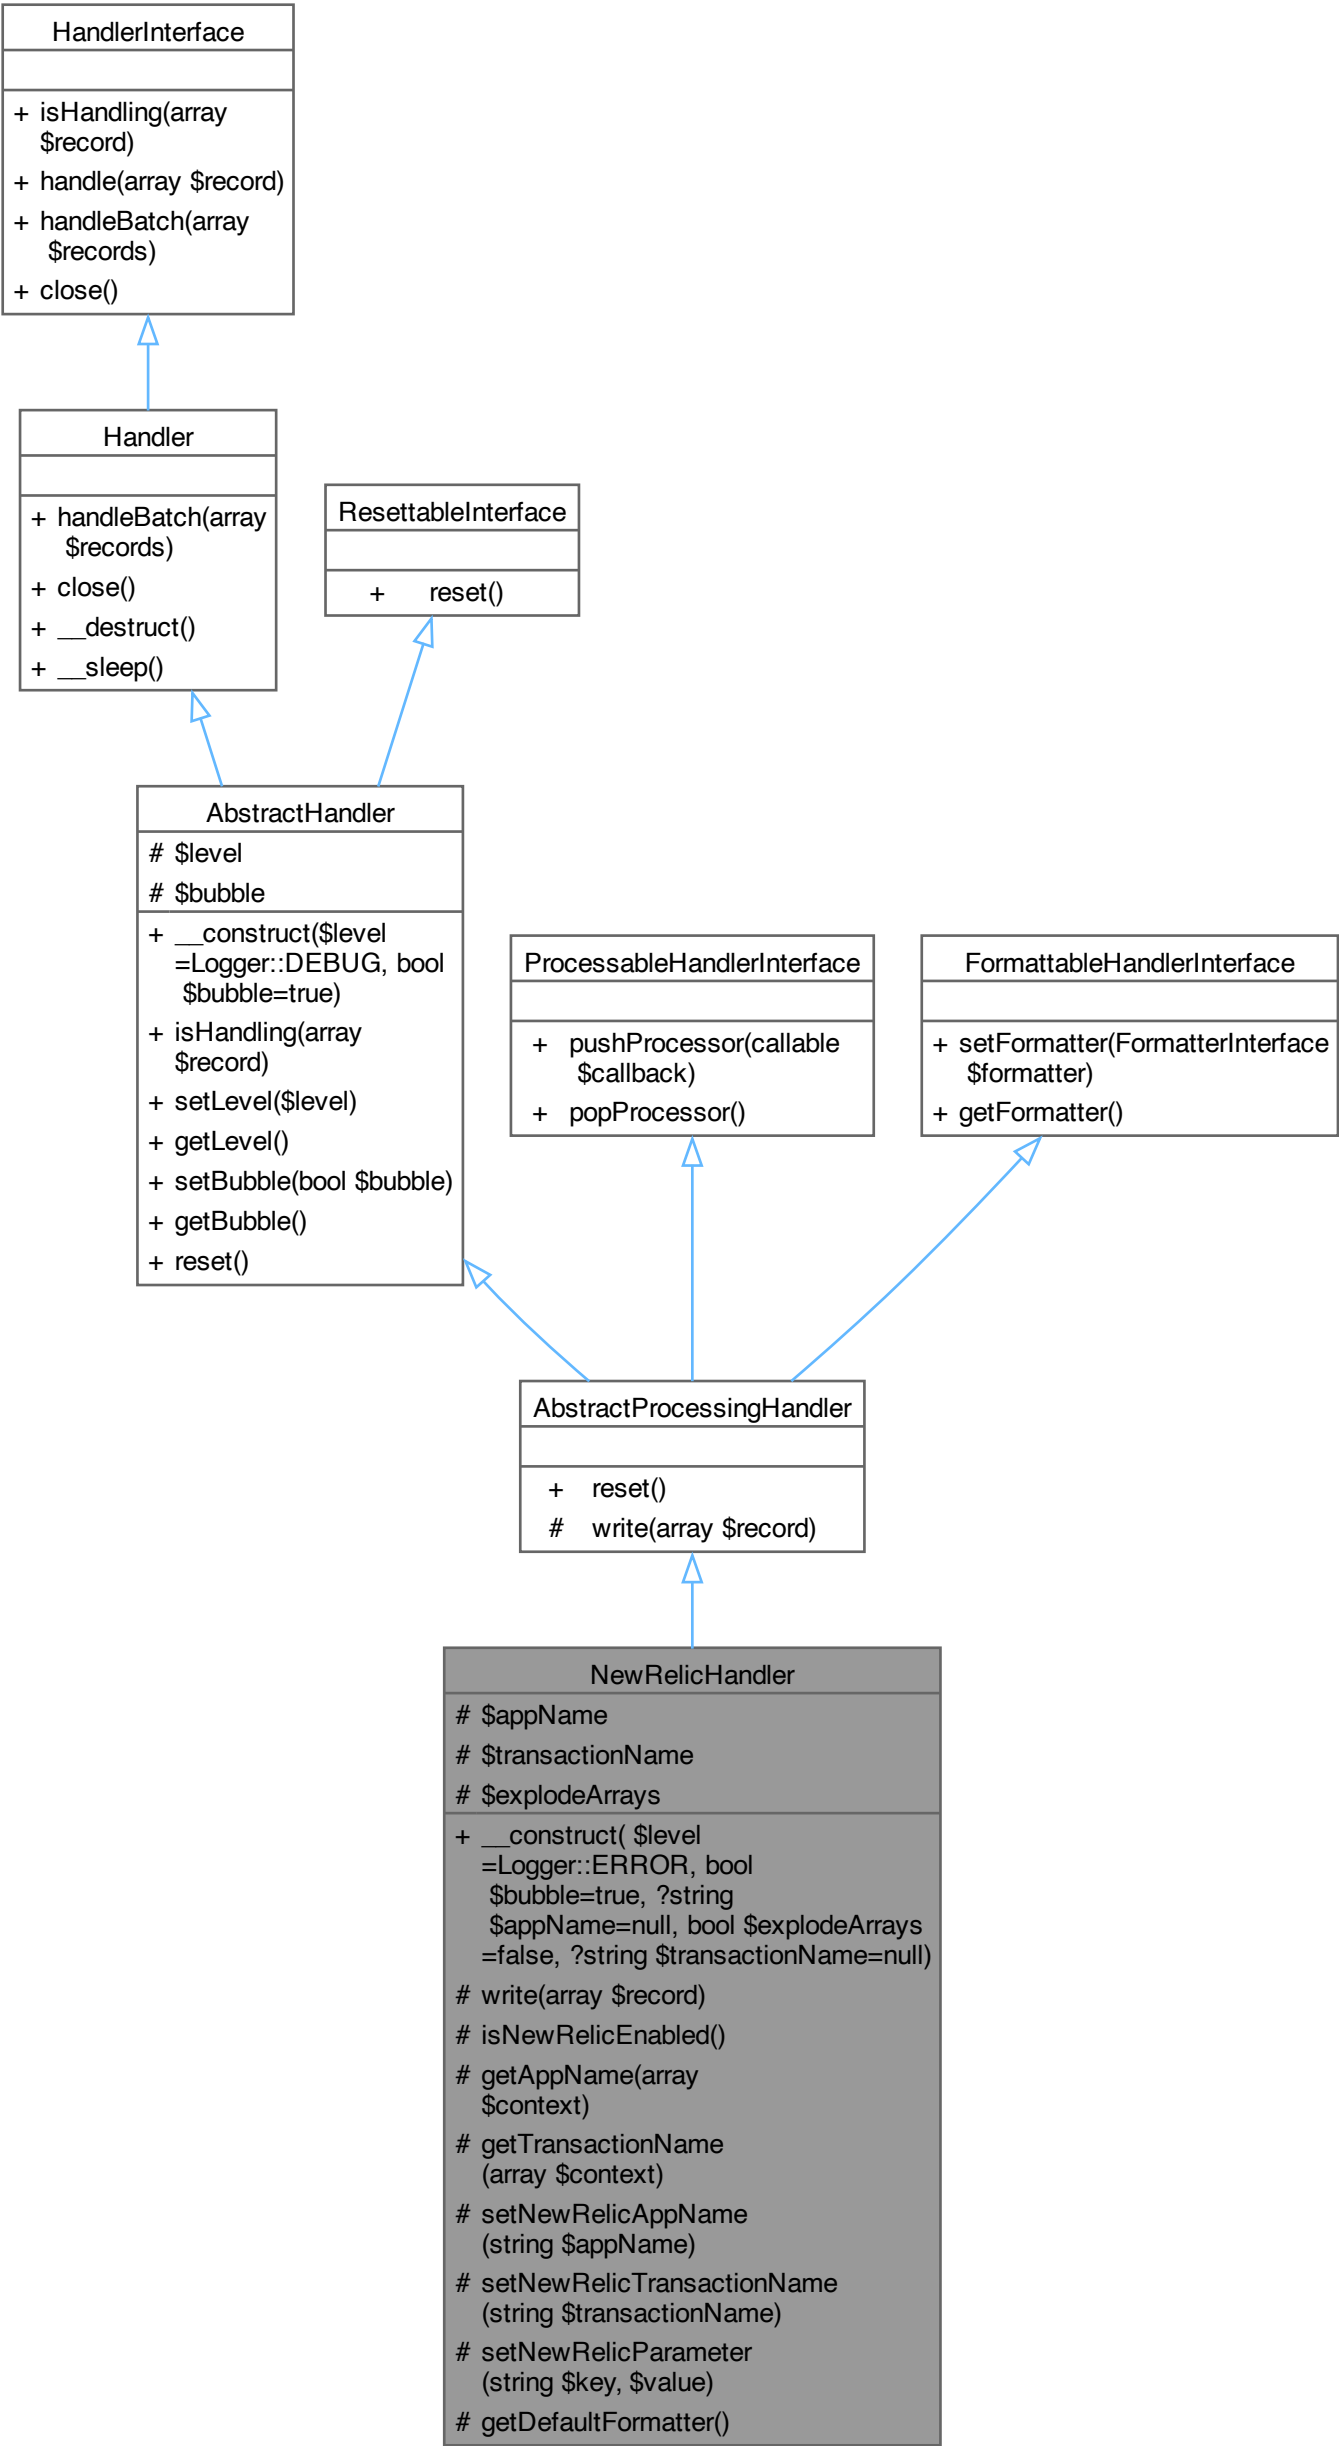 HandlerInterface
+ isHandling(array
$record)
+ handle(array $record)
+ handleBatch(array
$records)
+ close()
Handler
+ handleBatch(array
$records)
+ close()
+ __destruct()
+ __sleep()
ResettableInterface
+ reset()
AbstractHandler
# $level
# $bubble
+ __construct($level
=Logger::DEBUG, bool
$bubble=true)
+ isHandling(array
$record)
+ setLevel($level)
+ getLevel()
+ setBubble(bool $bubble)
+ getBubble()
+ reset()
ProcessableHandlerInterface
+ pushProcessor(callable
$callback)
+ popProcessor()
FormattableHandlerInterface
+ setFormatter(FormatterInterface
$formatter)
+ getFormatter()
AbstractProcessingHandler
+ reset()
# write(array $record)
NewRelicHandler
# $appName
# $transactionName
# $explodeArrays
+ __construct( $level
=Logger::ERROR, bool
$bubble=true, ?string
$appName=null, bool $explodeArrays
=false, ?string $transactionName=null)
# write(array $record)
# isNewRelicEnabled()
# getAppName(array
$context)
# getTransactionName
(array $context)
# setNewRelicAppName
(string $appName)
# setNewRelicTransactionName
(string $transactionName)
# setNewRelicParameter
(string $key, $value)
# getDefaultFormatter()